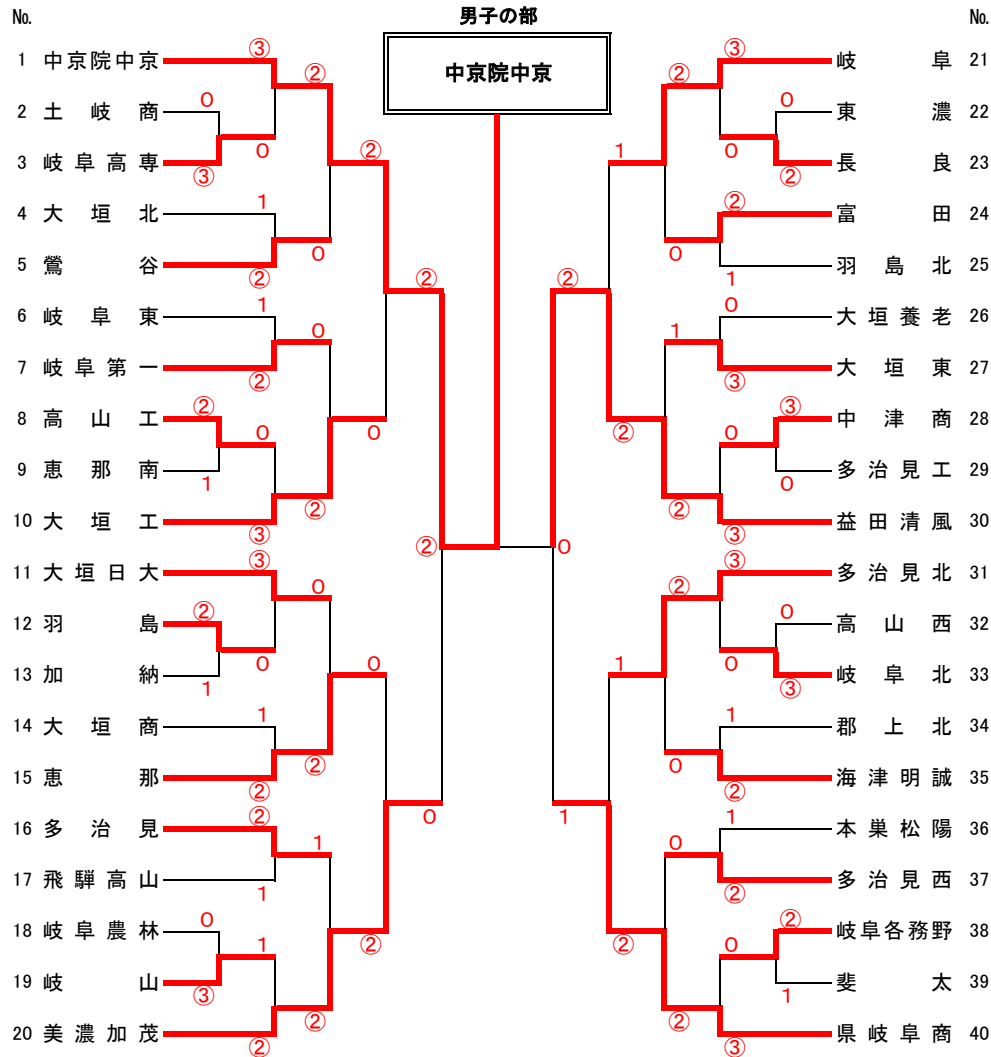 男子の部
No.
No.
中京院中京
1 中京院中京 ③
② 
② ③ 岐阜 21
2 土岐商 0
0 東濃 22
3 岐阜高専 ③ 0 ②
1 0 ② 長良 23
4 大垣北 1
② 富田 24
5 鶯谷 ② 0 ②
② 0 1 羽島北 25
6 岐阜東 1 0
1 0 大垣養老 26
7 岐阜第一 ②
③ 大垣東 27
8 高山工 ② 0 0
② 0 ③ 中津商 28
9 恵那南 1
0 多治見工 29
10 大垣工 ③ ② ②
0 ② ③ 益田清風 30
11 大垣日大 ③ 0
② ③ 多治見北 31
12 羽島 ②
0 高山西 32
13 加納 1 0 0
1 0 ③ 岐阜北 33
14 大垣商 1
1 郡上北 34
15 恵那 ② ② 0
1 0 ② 海津明誠 35
16 多治見 ② 1
0 1 本巣松陽 36
17 飛騨高山 1
② 多治見西 37
18 岐阜農林 0 1 ②
② 0 ② 岐阜各務野 38
19 岐山 ③
1 斐太 39
20 美濃加茂 ② ②
② ③ 県岐阜商 40